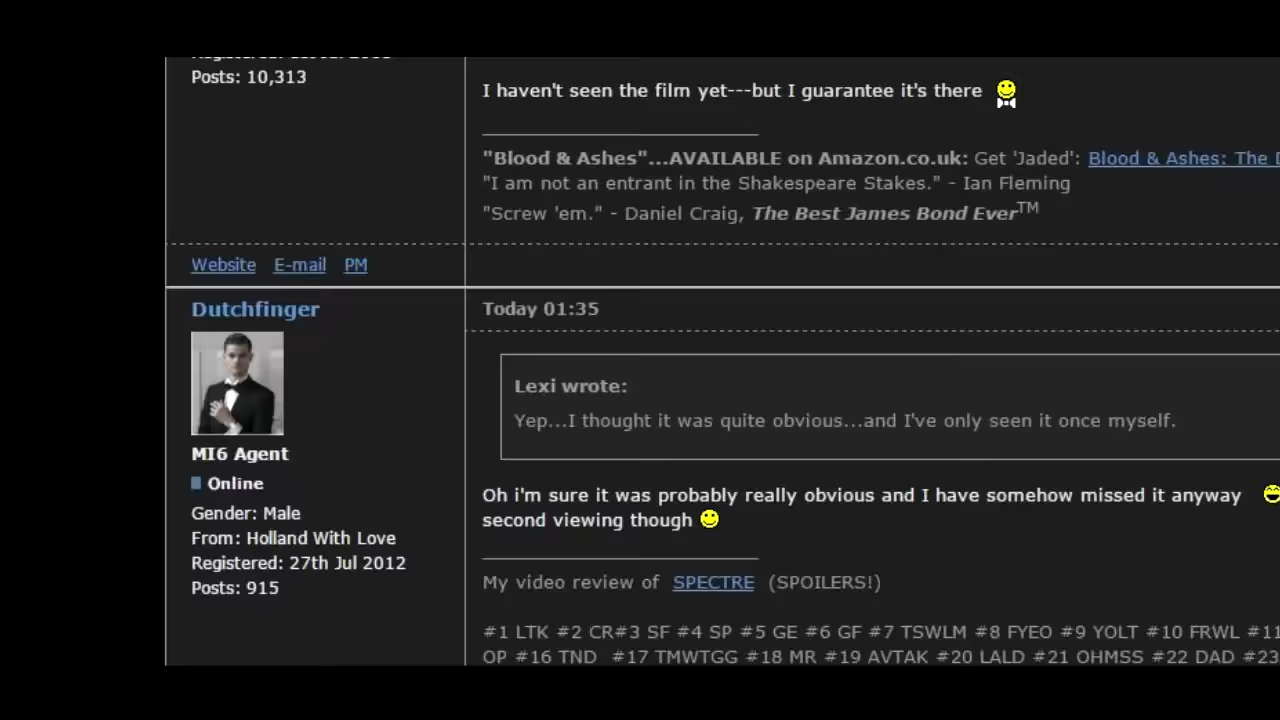 Posts: 10,313
I haven't seen the film yet---but I guarantee it's there
"Blood & Ashes"...AVAILABLE on Amazon.co.uk: Get 'Jaded': Blood & Ashes: The
"I am not an entrant in the Shakespeare Stakes." - Ian Fleming
"Screw 'em." - Daniel Craig, The Best James Bond Ever™
Website E-mail PM
Dutchfinger
Today 01:35
MI6 Agent
Online
Gender: Male
From: Holland With Love
Registered: 27th Jul 2012
Posts: 915
Lexi wrote:
Yep...I thought it was quite obvious...and I've only seen it once myself.
Oh i'm sure it was probably really obvious and I have somehow missed it anyway
second viewing though
My video review of SPECTRE (SPOILERS!)
#1 LTK #2 CR#3 SF #4 SP #5 GE #6 GF #7 TSWLM #8 FYEO #9 YOLT #10 FRWL #11
OP #16 TND #17 TMWTGG #18 MR #19 AVTAK #20 LALD #21 OHMSS #22 DAD #23